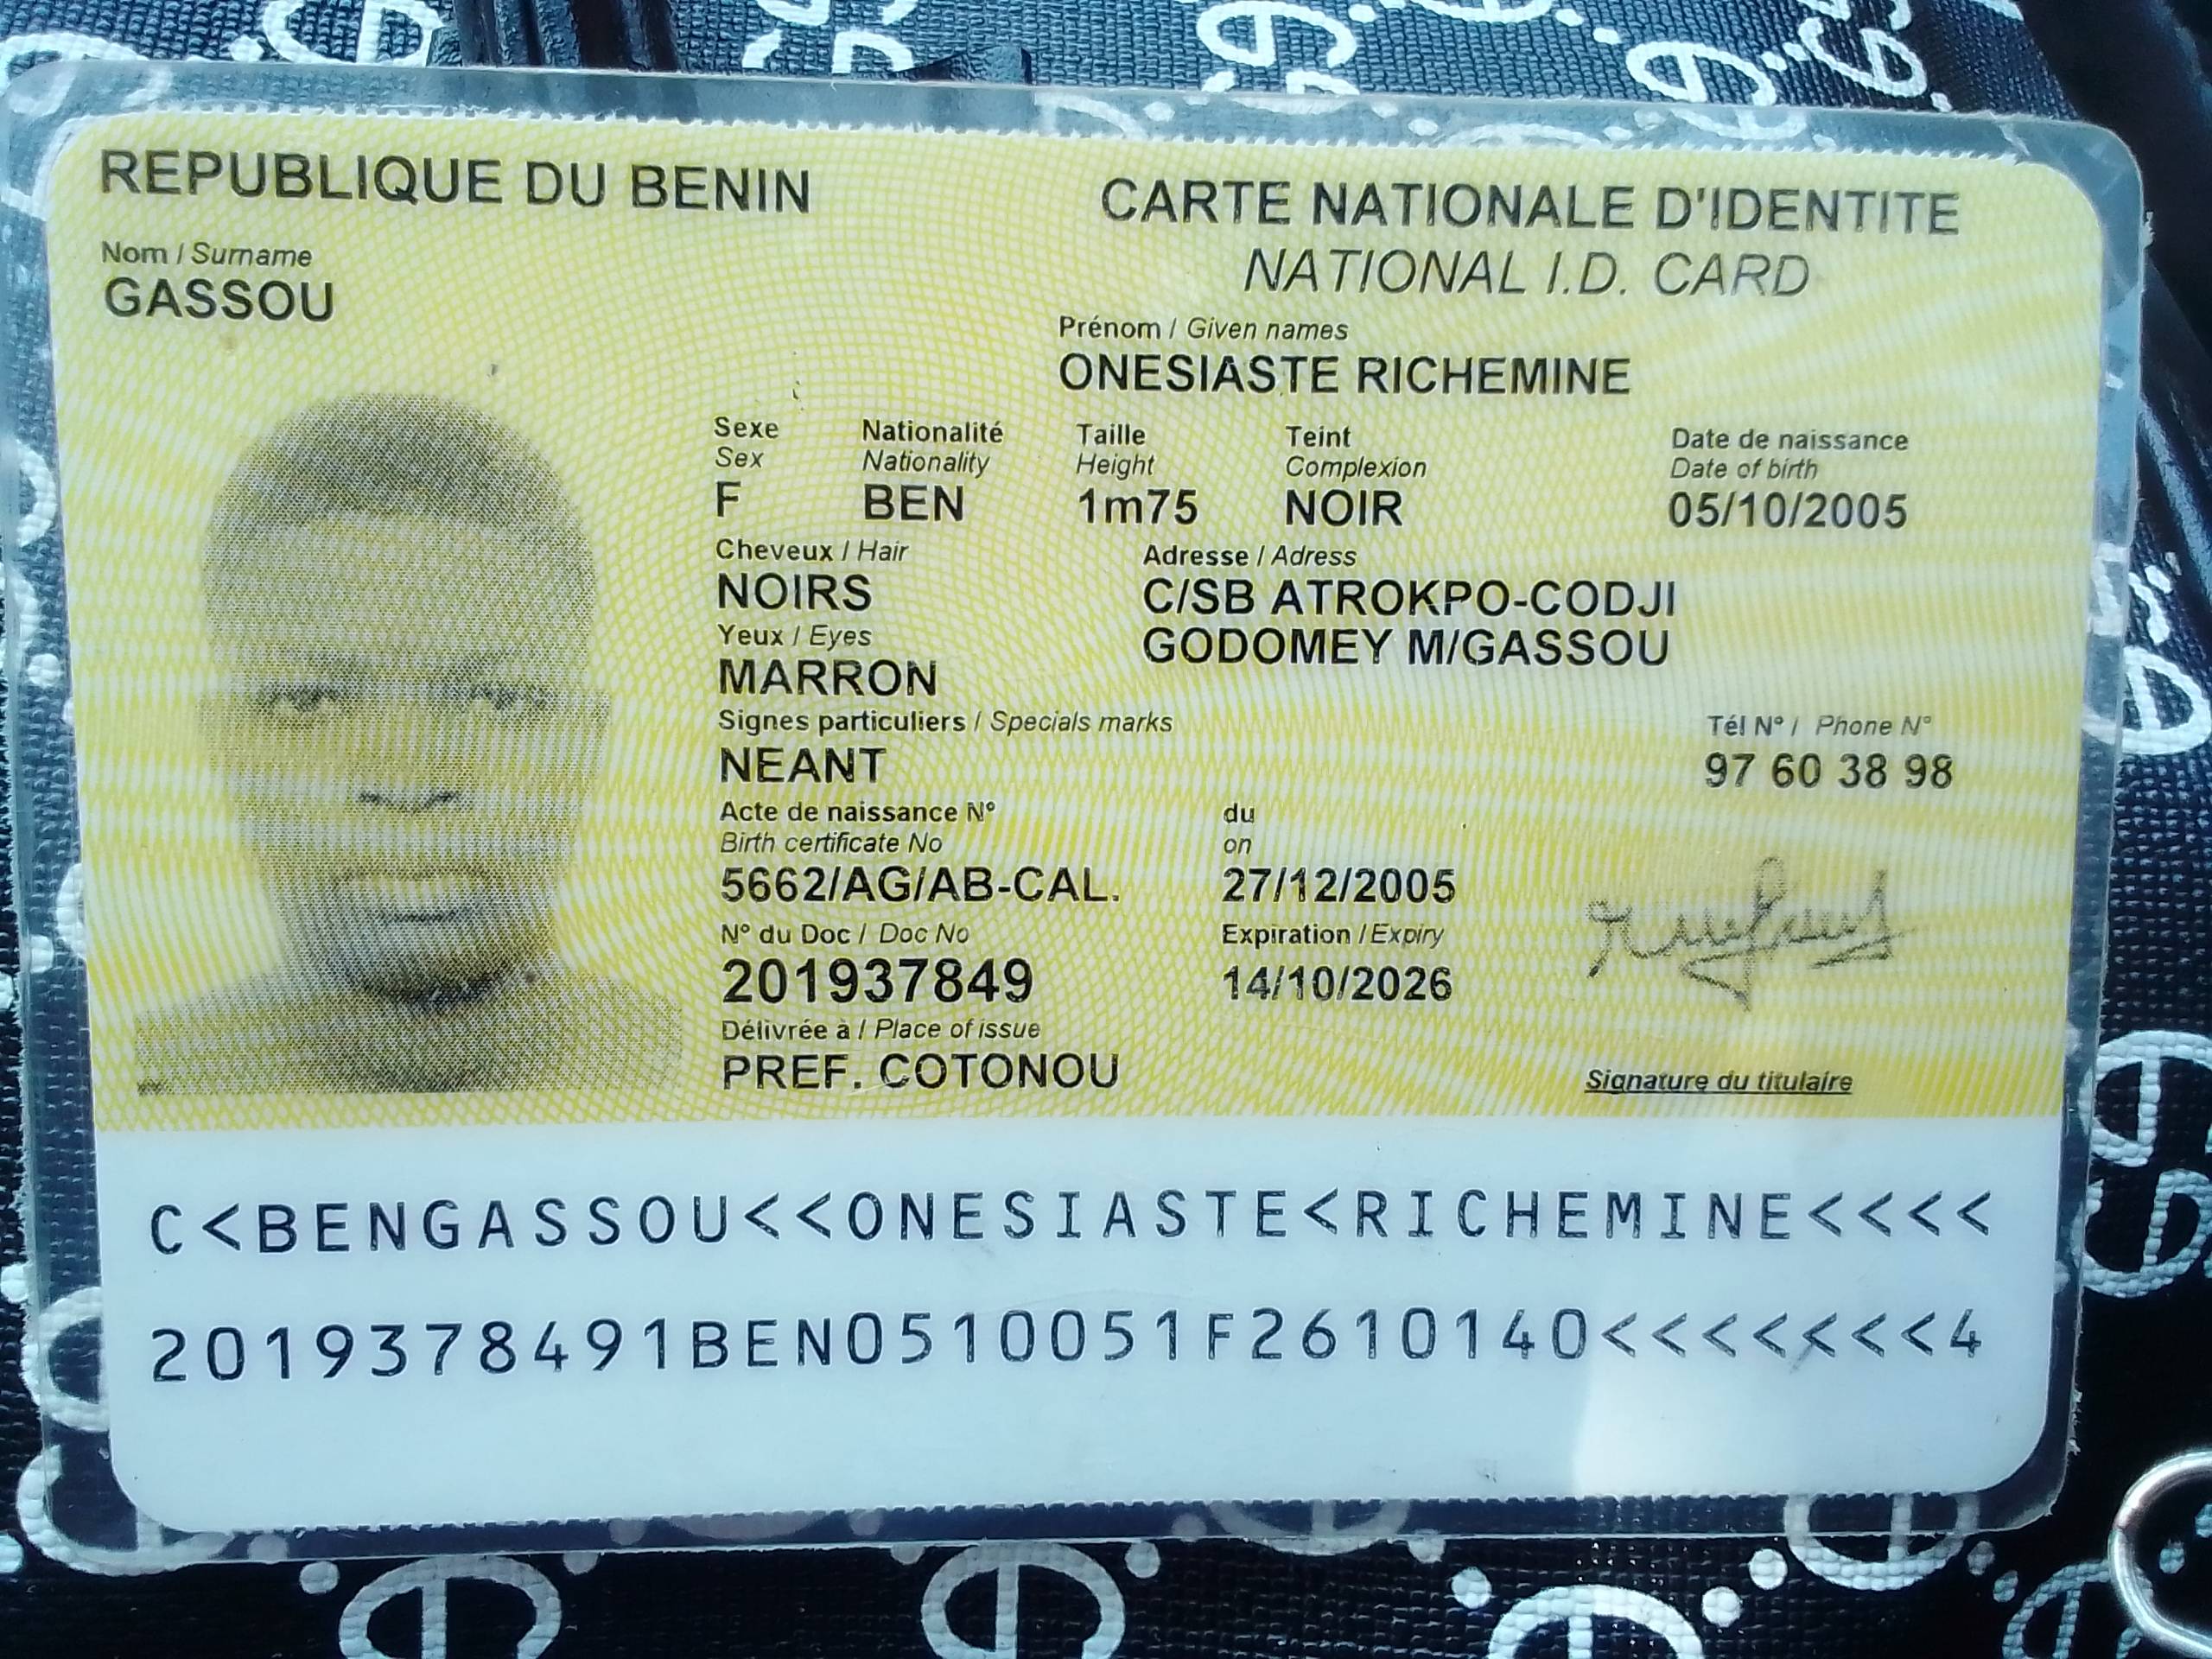 REPUBLIQUE DU BENIN
CARTE NATIONALE D'IDENTITE
NATIONAL I.D. CARD
Nom / Surname
GASSOU
Prénom / Given names
ONESIASTE RICHEMINE
Sexe Nationalité Taille Teint Date de naissance
Sex Nationality Height Complexion Date of birth
F BEN 1m75 NOIR 05/10/2005
Cheveux / Hair Adresse / Adress
NOIRS C/SB ATROKPO-CODJI
Yeux / Eyes GODOMEY M/GASSOU
MARRON
Signes particuliers / Specials marks Tél N° / Phone N°
NEANT 97 60 38 98
Acte de naissance N° du
Birth certificate No on
5662/AG/AB-CAL. 27/12/2005
N° du Doc / Doc No Expiration / Expiry
201937849 14/10/2026
Délivrée à / Place of issue
PREF. COTONOU
Signature du titulaire
C<BENGASSOU<<ONESIASTE<RICHEMINE<<<<
2019378491BEN0510051F2610140<<<<<<<4